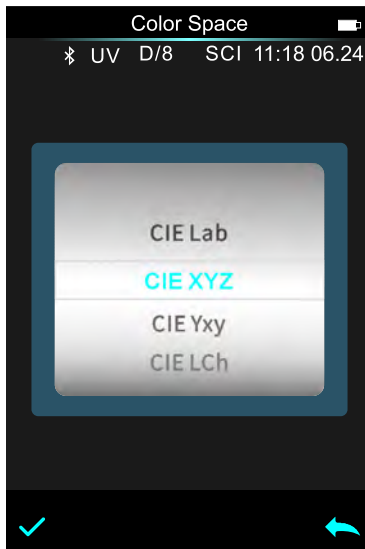 Color Space
UV D/8 SCI 11:18 06.24
CIE Lab
CIE XYZ
CIE Yxy
CIE LCh